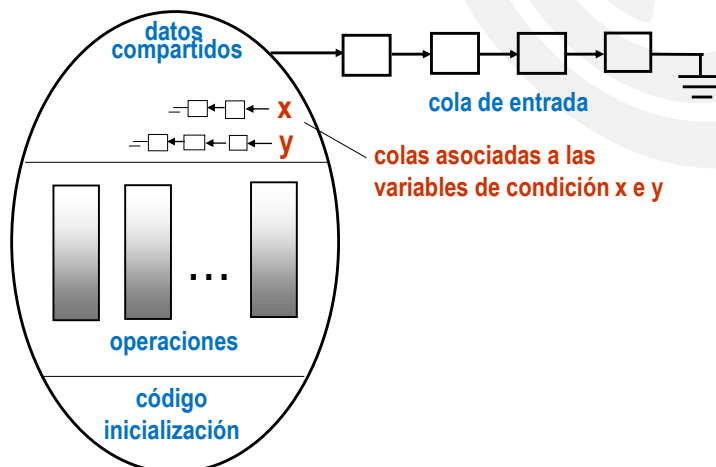 datos
compartidos
cola de entrada
x
y
colas asociadas a las
variables de condición x e y
...
operaciones
código
inicialización